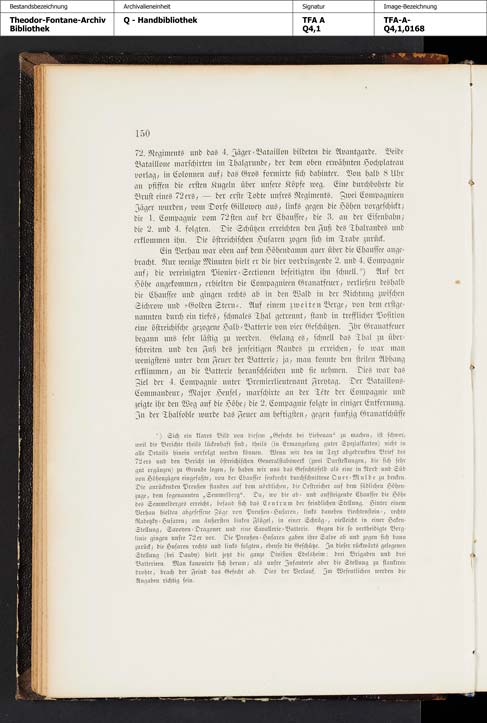 Bestandsbezeichnung
Theodor-Fontane-Archiv
Bibliothek
Archivalieneinheit
Q - Handbibliothek
Signatur
TFA A
Q4,1
Image-Bezeichnung
TFA-A-
Q4,1,0168
150
72. Regiments und das 4. Jäger-Bataillon bildeten die Avantgarde. Beide
Bataillone marschirten im Thalgrunde, der dem oben erwähnten Hochplateau
vorlag, in Colonnen auf; das Gros formirte sich dahinter. Von halb 8 Uhr
an pfiffen die ersten Kugeln über unsere Köpfe weg. Eine durchbohrte die
Brust eines 72ers, — der erste Todte unsres Regiments. Zwei Compagnieen
Jäger wurden, vom Dorfe Gillowey aus, links gegen die Höhen vorgeschickt;
die 1. Compagnie vom 72sten auf der Chaussee, die 3. an der Eisenbahn;
die 2. und 4. folgten. Die Schützen erreichten den Fuß des Thalrandes und
erklommen ihn. Die östreichischen Husaren zogen sich im Trabe zurück.
Ein Verhau war oben auf dem Höhendamm quer über die Chaussee ange-
bracht. Nur wenige Minuten hielt er die hier vordringende 2. und 4. Compagnie
auf; die vereinigten Pionier-Sectionen beseitigten ihn schnell.*) Auf der
Höhe angekommen, erhielten die Compagnieen Granatfeuer, verließen deshalb
die Chaussee und gingen rechts ab in den Wald in der Richtung zwischen
Sichrow und »Golden Stern«. Auf einem zweiten Berge, von dem erstge-
nannten durch ein tiefes, schmales Thal getrennt, stand in trefflicher Position
eine östreichische gezogene Halb-Batterie von vier Geschützen. Ihr Granatfeuer
begann uns sehr lästig zu werden. Gelang es, schnell das Thal zu über-
schreiten und den Fuß des jenseitigen Randes zu erreichen, so war man
wenigstens unter dem Feuer der Batterie; ja, man konnte den steilen Abhang
erklimmen, an die Batterie heranschleichen und sie nehmen. Dies war das
Ziel der 4. Compagnie unter Premierlieutenant Freytag. Der Bataillons-
Commandeur, Major Hensel, marschirte an der Tête der Compagnie und
zeigte ihr den Weg auf die Höhe; die 2. Compagnie folgte in einiger Entfernung.
In der Thalsohle wurde das Feuer am heftigsten, gegen funfzig Granatschüsse
*) Sich ein klares Bild von diesem „Gefecht bei Liebenau“ zu machen, ist schwer,
weil die Berichte theils lückenhaft sind, theils (in Ermangelung guter Spezialkarten) nicht in
alle Details hinein verfolgt werden können. Wenn wir den im Text abgedruckten Brief des
72ers und den Bericht im östreichischen Generalstabswerk (zwei Darstellungen, die sich sehr
gut ergänzen) zu Grunde legen, so haben wir uns das Gefechtsfeld als eine in Nord und Süd
von Höhenzügen eingefaßte, von der Chaussee senkrecht durchschnittene Quer-Mulde zu denken.
Die anrückenden Preußen standen auf dem nördlichen, die Oestreicher auf dem südlichen Höhen-
zuge, dem sogenannten „Semmelberg“. Da, wo die ab- und aufsteigende Chaussee die Höhe
des Semmelberges erreicht, befand sich das Centrum der feindlichen Stellung. Hinter einem
Verhau hielten abgesessene Züge von Preußen-Husaren, links daneben Liechtenstein-, rechts
Radetzky-Husaren; am äußersten linken Flügel, in einer Schräg-, vielleicht in einer Haken-
Stellung, Savoyen-Dragoner und eine Cavallerie-Batterie. Gegen die so vertheidigte Berg-
linie gingen unsre 72er vor. Die Preußen-Husaren gaben ihre Salve ab und zogen sich dann
zurück; die Husaren rechts und links folgten, ebenso die Geschütze. In dieser rückwärts gelegenen
Stellung (bei Dauby) hielt jetzt die ganze Division Edelsheim: drei Brigaden und drei
Batterieen. Man kanonirte sich herum; als unsre Infanterie aber die Stellung zu flankiren
drohte, brach der Feind das Gefecht ab. Dies der Verlauf. Im Wesentlichen werden die
Angaben richtig sein.